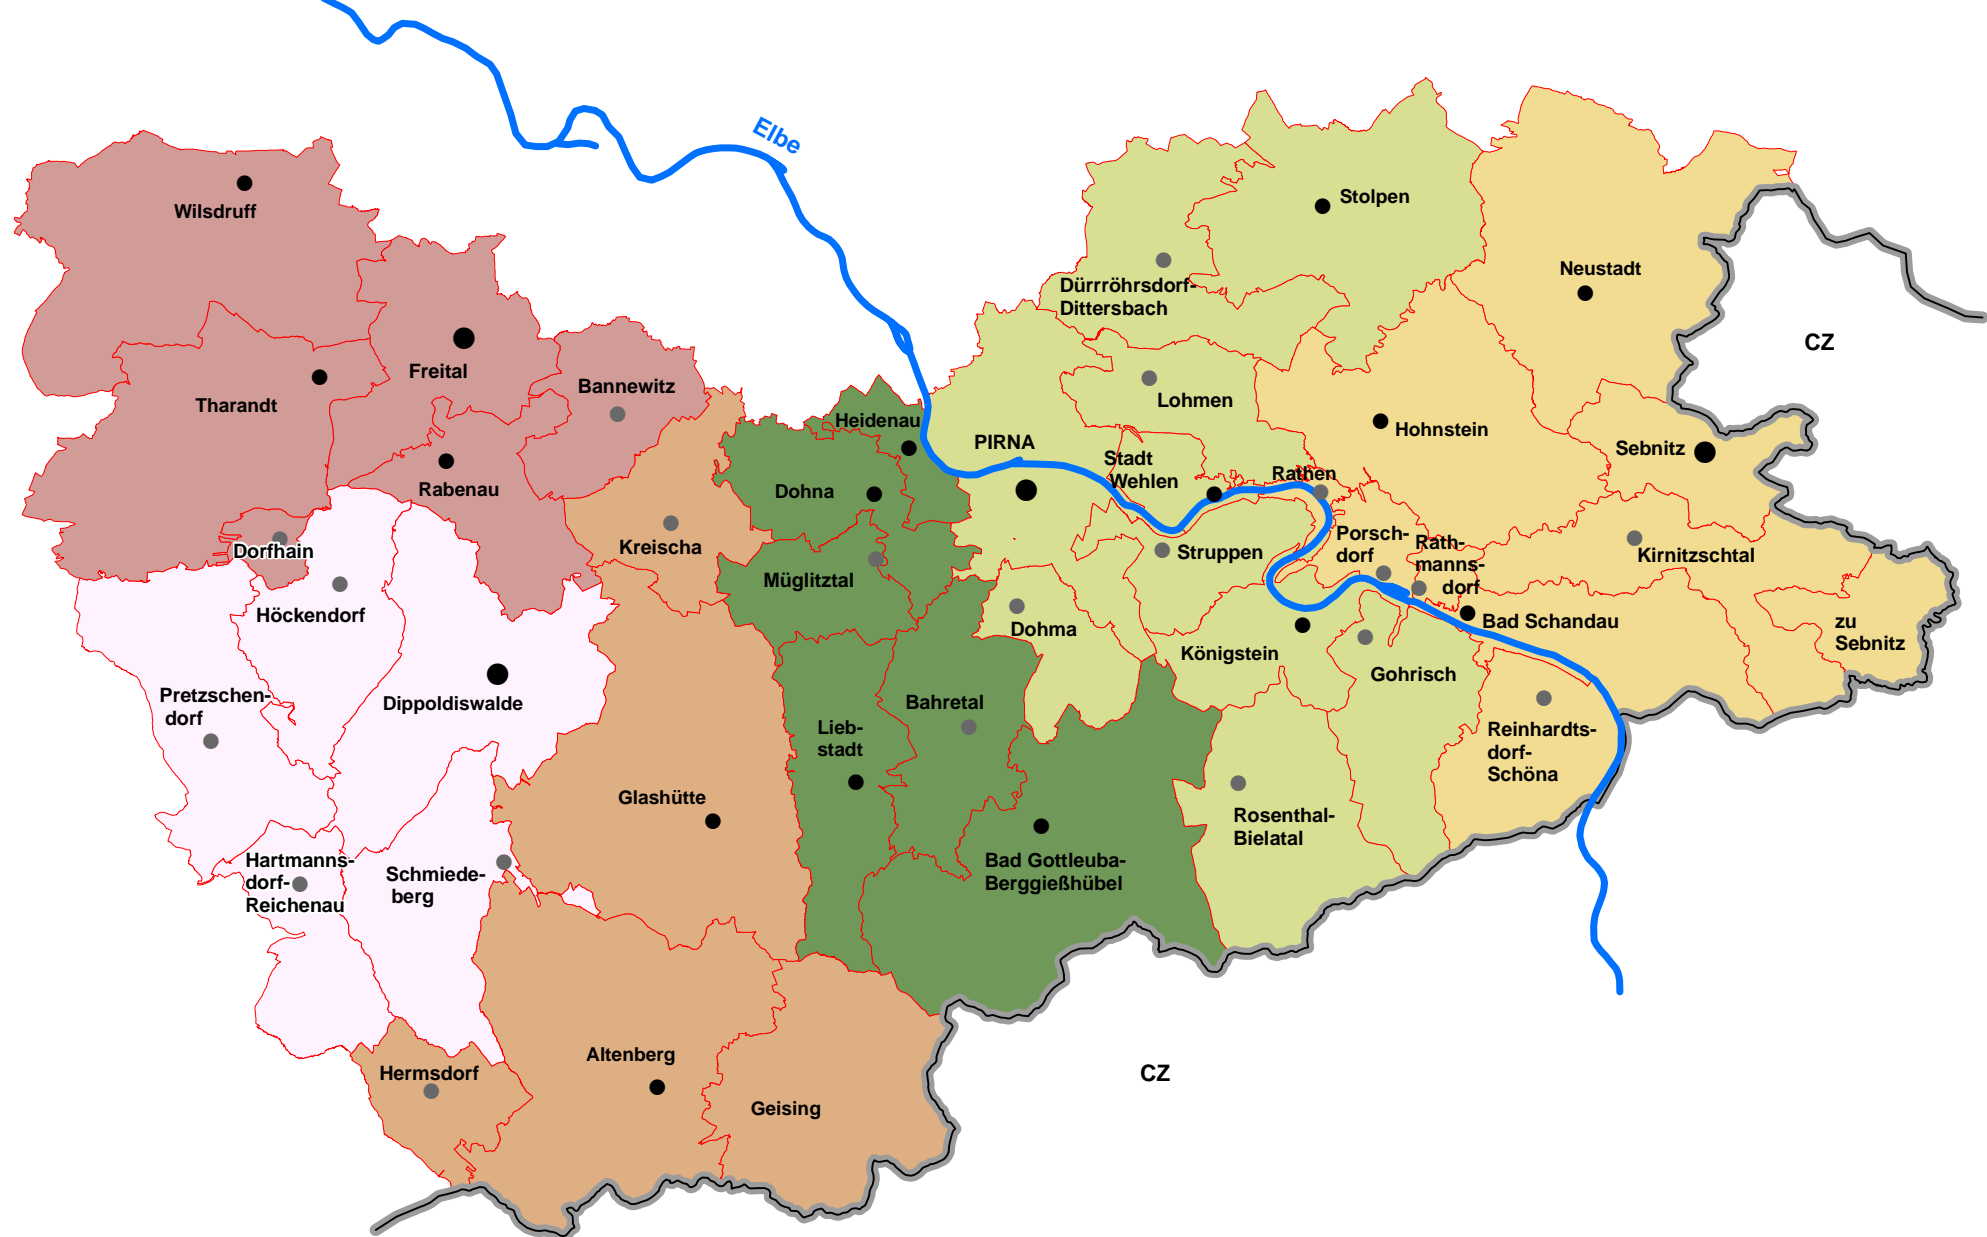 Elbe
Wilsdruff
Stolpen
Neustadt
Dürrröhrsdorf-
Dittersbach
CZ
Freital
Bannewitz
Tharandt
Lohmen
Heidenau
Hohnstein
PIRNA
Sebnitz
Stadt
Wehlen
Rathen
Rabenau
Dohna
Porsch-
dorf
Rath-
manns-
dorf
Kreischa
Dorfhain
Struppen
Kirnitzschtal
Müglitztal
Höckendorf
Dohma
Bad Schandau
zu
Sebnitz
Königstein
Gohrisch
Pretzschen-
dorf
Dippoldiswalde
Bahretal
Lieb-
stadt
Reinhardts-
dorf-
Schöna
Glashütte
Rosenthal-
Bielatal
Hartmanns-
dorf-
Reichenau
Schmiede-
berg
Bad Gottleuba-
Berggießhübel
Altenberg
Hermsdorf
CZ
Geising